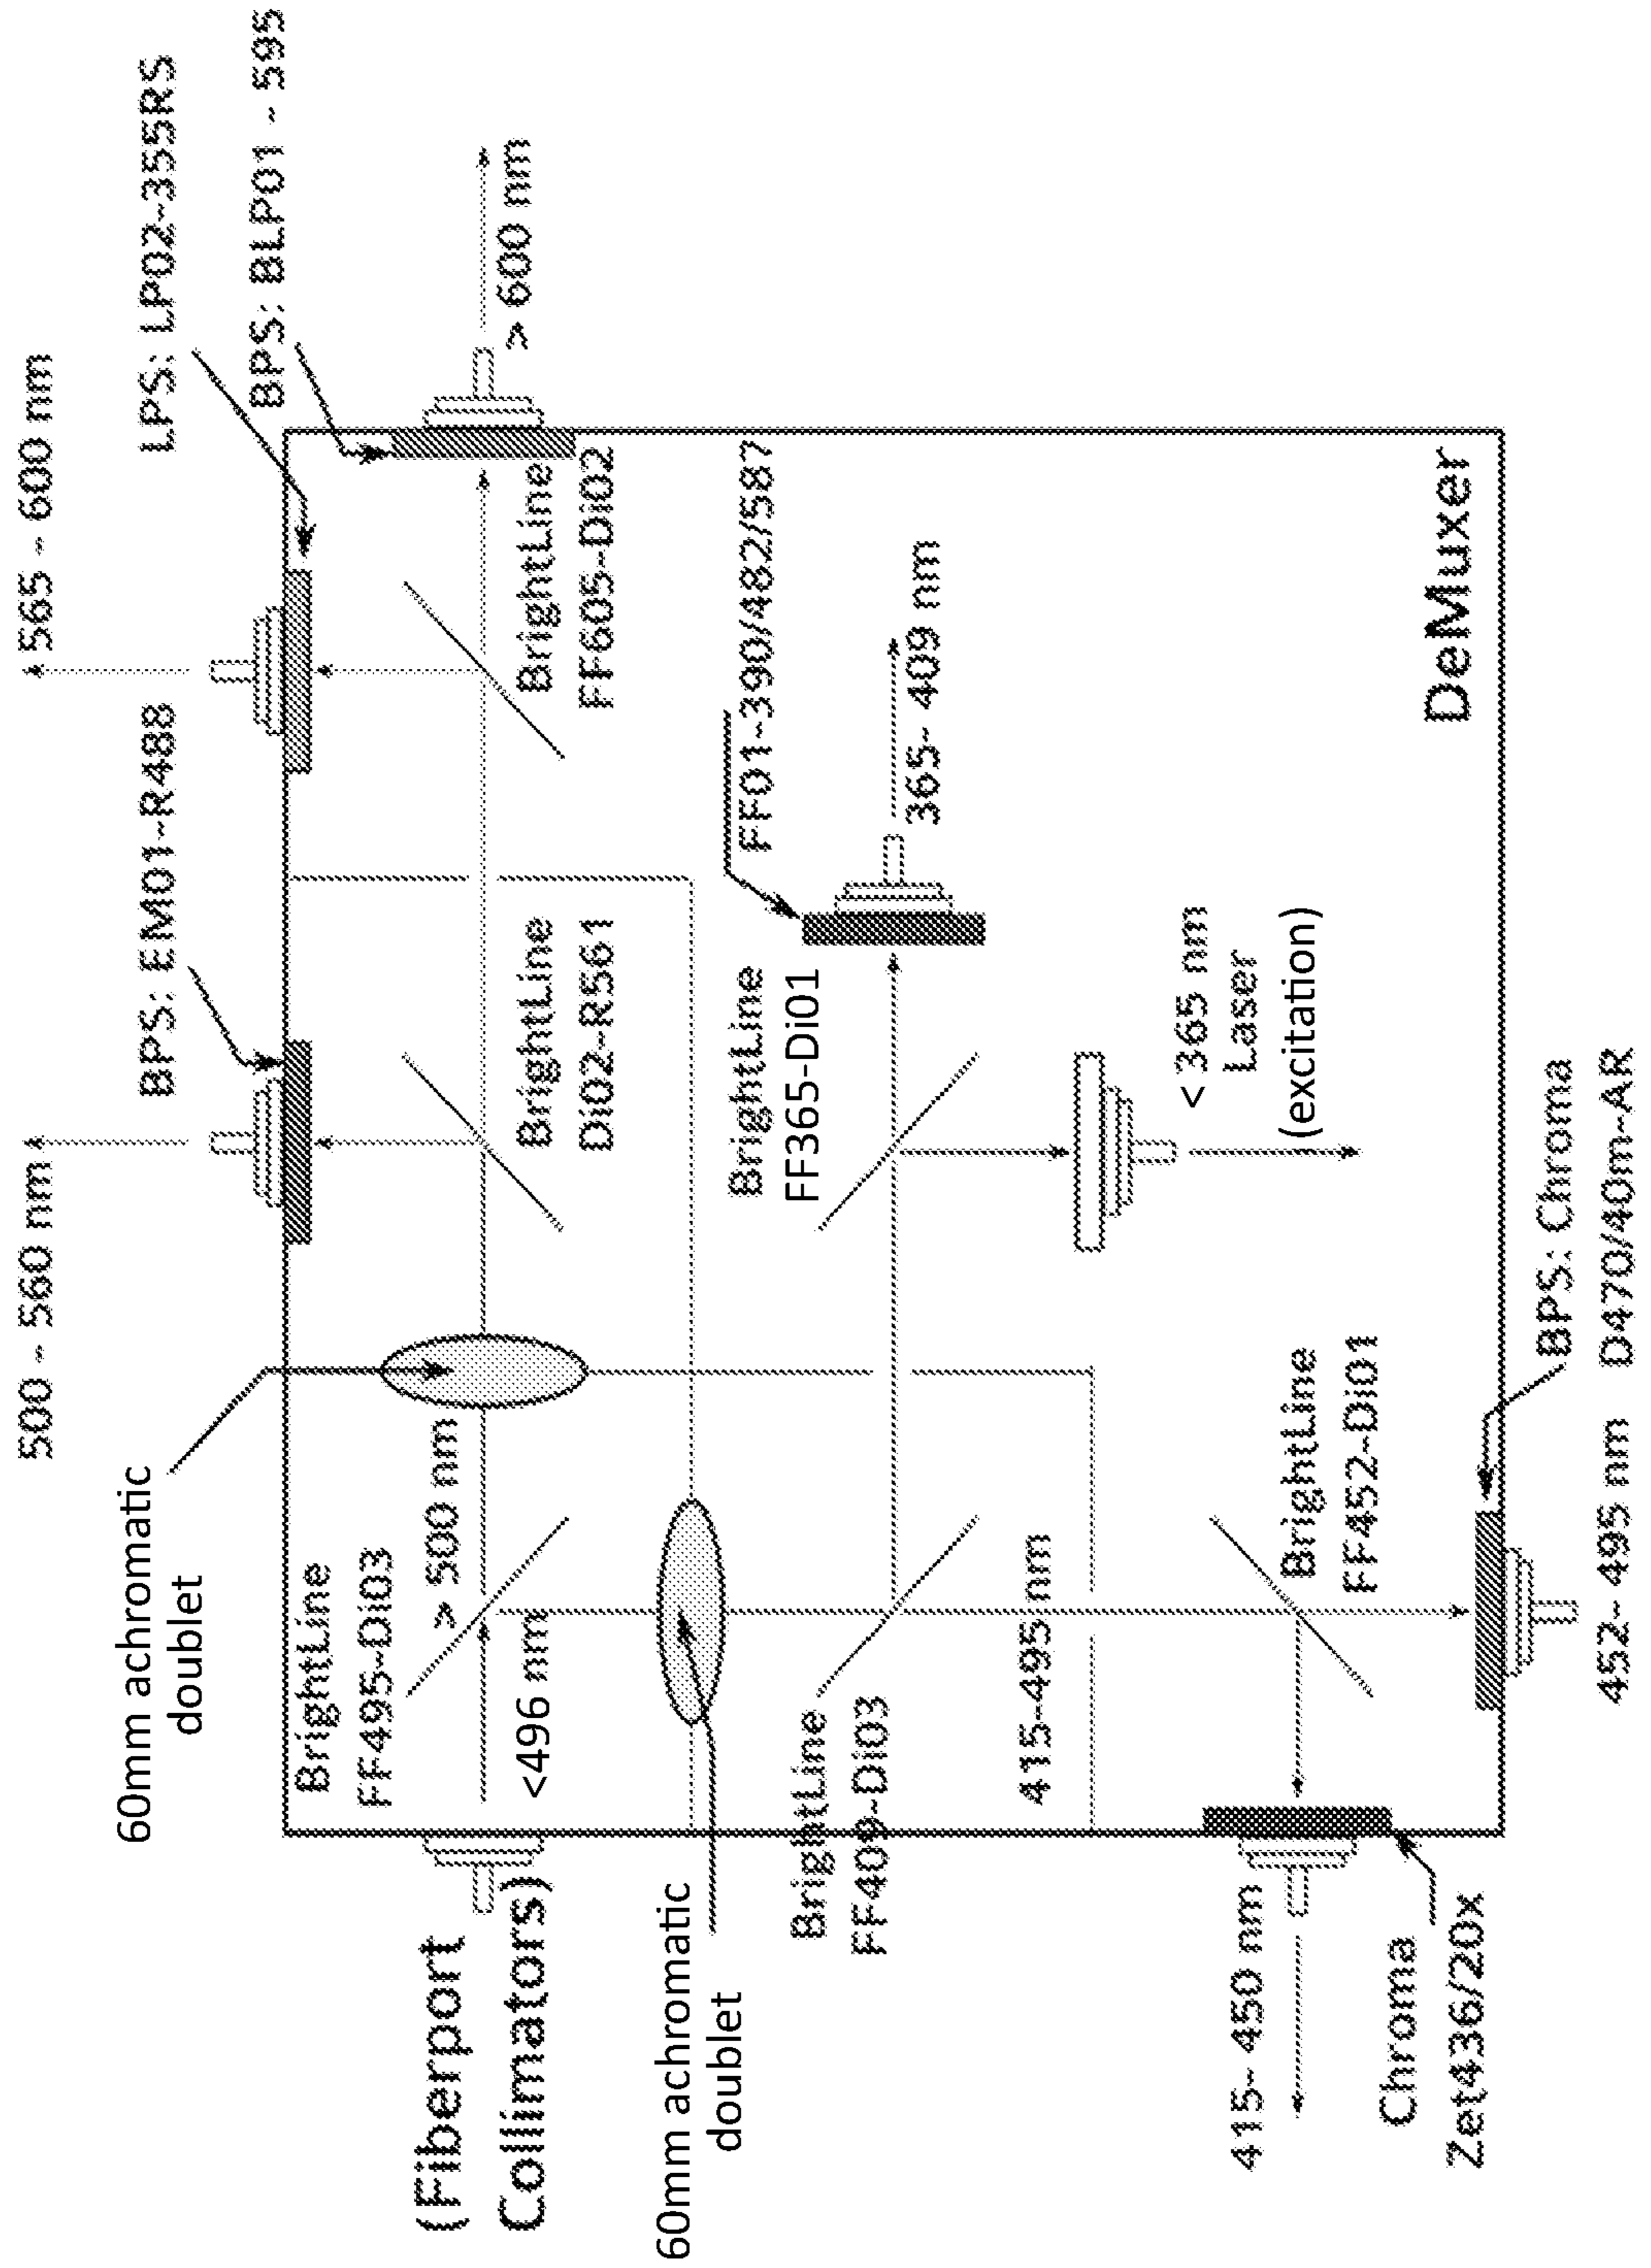 500 - 560 nm
565 - 600 nm
60mm achromatic
doublet
BPS: EM01-R488
LPS: LP02-355RS
BPS: BLP01 - 595
BrightLine
FF495-Di03
> 500 nm
<496 nm
BrightLine
Di02-R561
BrightLine
FF605-Di02
> 600 nm
(Fiberport
Collimators)
60mm achromatic
doublet
BrightLine
FF409-Di03
BrightLine
FF365-Di01
FF01-390/482/587
365- 409 nm
415-495 nm
< 365 nm
Laser
(excitation)
415- 450 nm
BrightLine
FF452-Di01
Chroma
Zet436/20x
DeMuxer
BPS: Chroma
D470/40m-AR
452- 495 nm